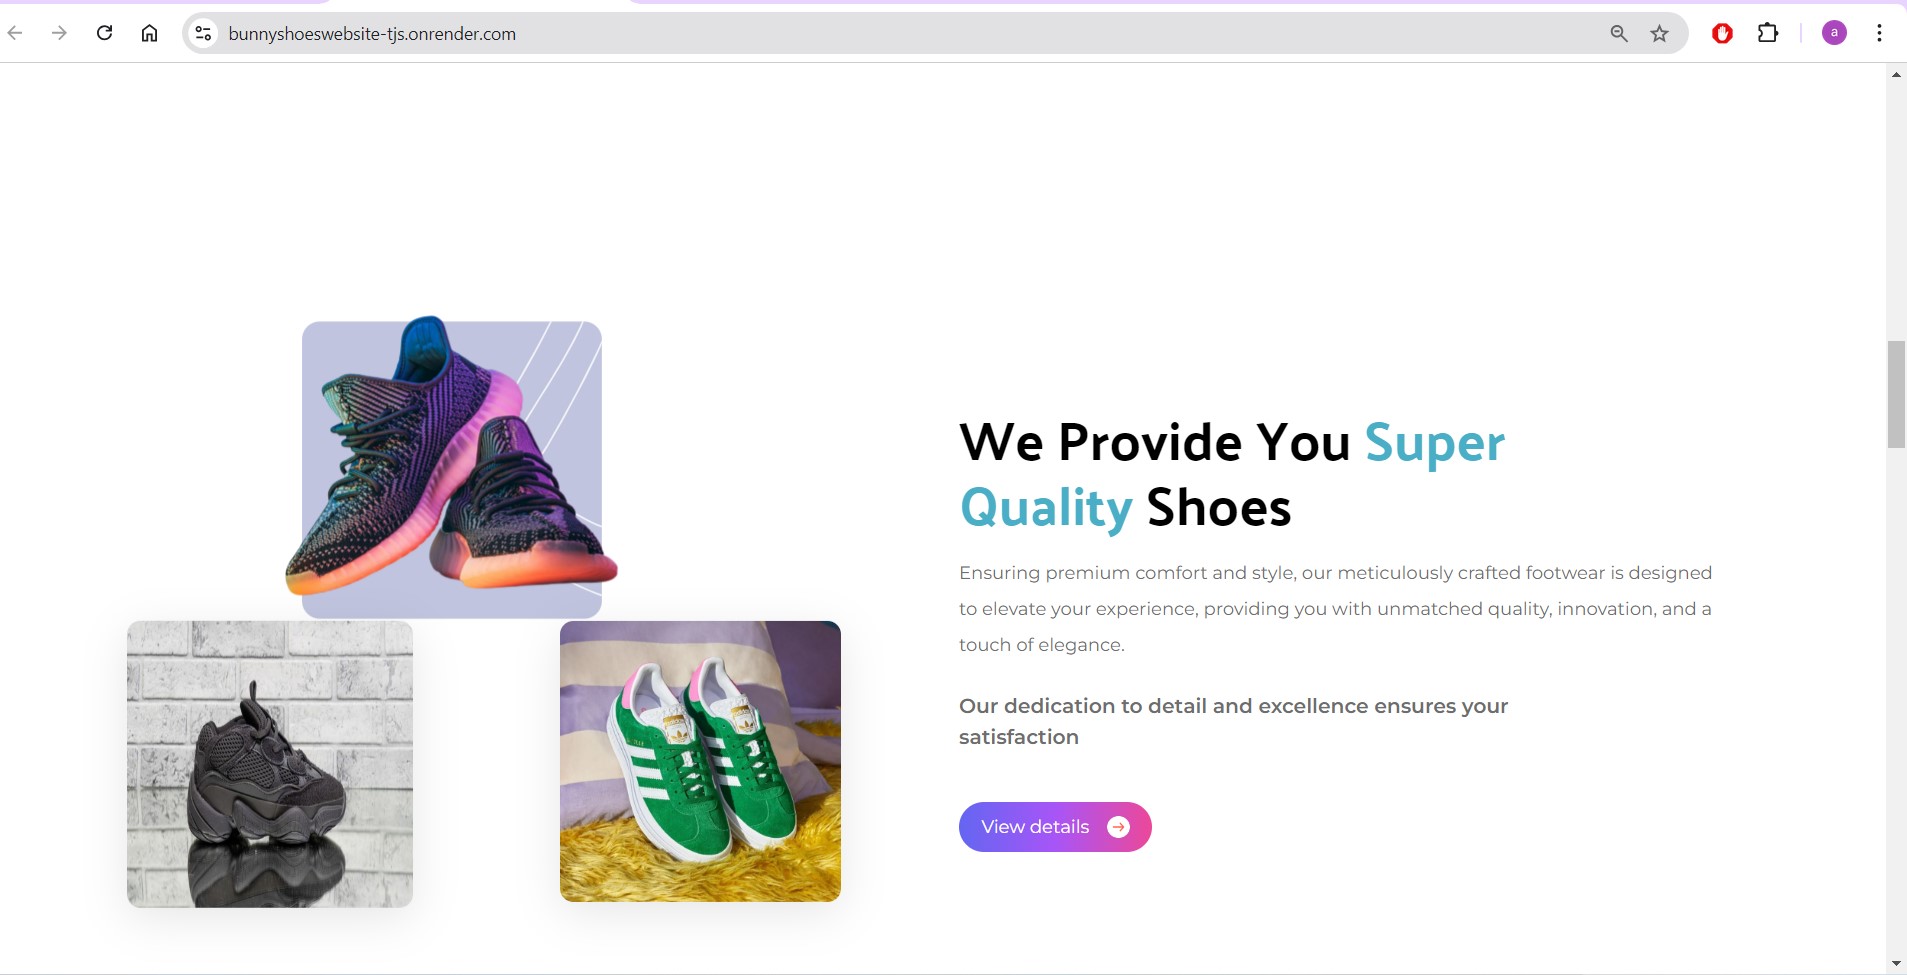 bunnyshoeswebsite-tjs.onrender.com
a
We Provide You Super
Quality Shoes
Ensuring premium comfort and style, our meticulously crafted footwear is designed
to elevate your experience, providing you with unmatched quality, innovation, and a
touch of elegance.
Our dedication to detail and excellence ensures your
satisfaction
View details